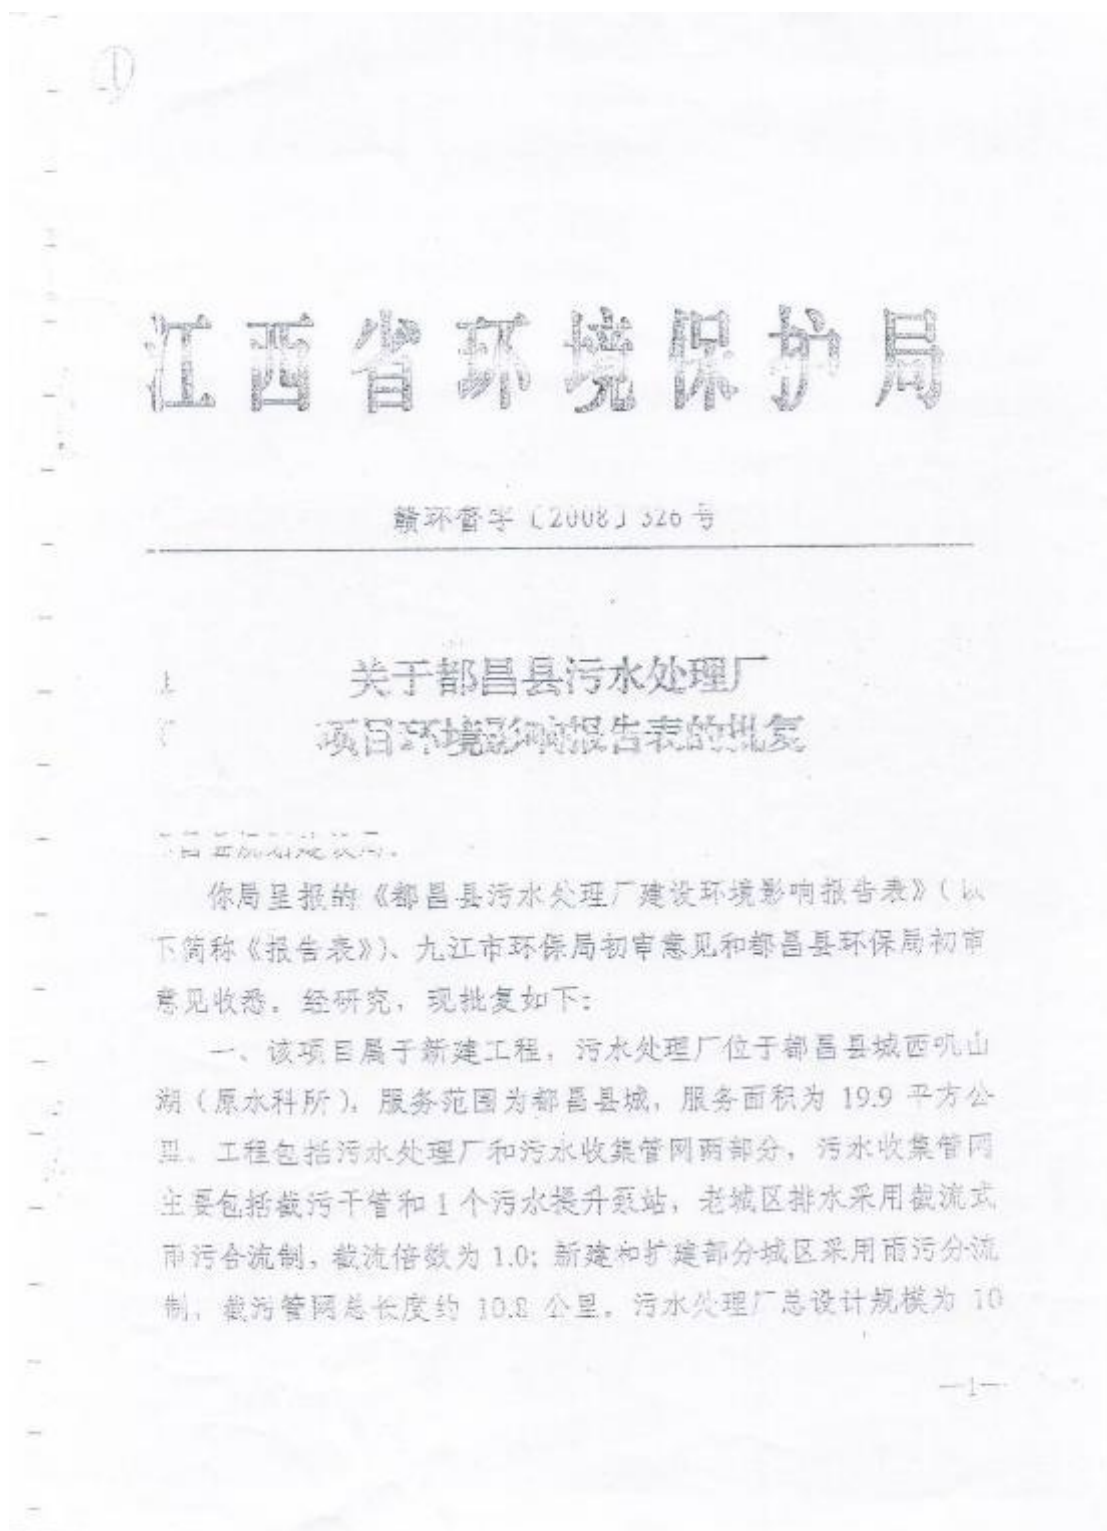 江西省环境保护局
赣环督字〔2008〕326号
关于都昌县污水处理厂
项目环境影响报告表的批复
都昌县规划建设局：
你局呈报的《都昌县污水处理厂建设环境影响报告表》（以
下简称《报告表》）、九江市环保局初审意见和都昌县环保局初审
意见收悉。经研究，现批复如下：
一、该项目属于新建工程，污水处理厂位于都昌县城西矶山
湖（原水科所），服务范围为都昌县城，服务面积为 19.9 平方公
里。工程包括污水处理厂和污水收集管网两部分，污水收集管网
主要包括截污干管和 1 个污水提升泵站，老城区排水采用截流式
雨污合流制，截流倍数为 1.0；新建和扩建部分城区采用雨污分流
制，截污管网总长度约 10.8 公里。污水处理厂总设计规模为 10
—1—